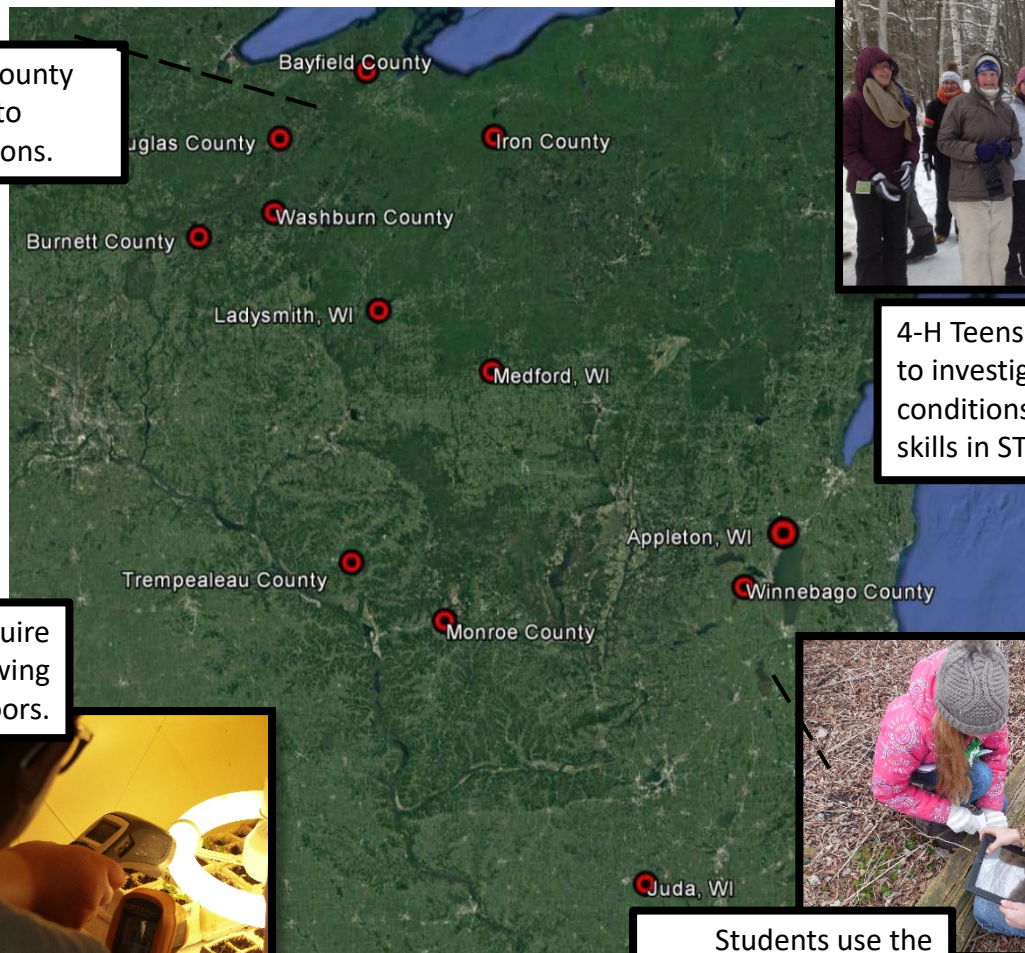 ounty
to
ons.
Bayfield County
uglas County
Iron County
Washburn County
Burnett County
Ladysmith, WI
Medford, WI
4-H Teens
to investig
conditions
skills in ST
Appleton, WI
Trempealeau County
Winnebago County
Monroe County
uire
wing
oors.
Juda, WI
Students use the